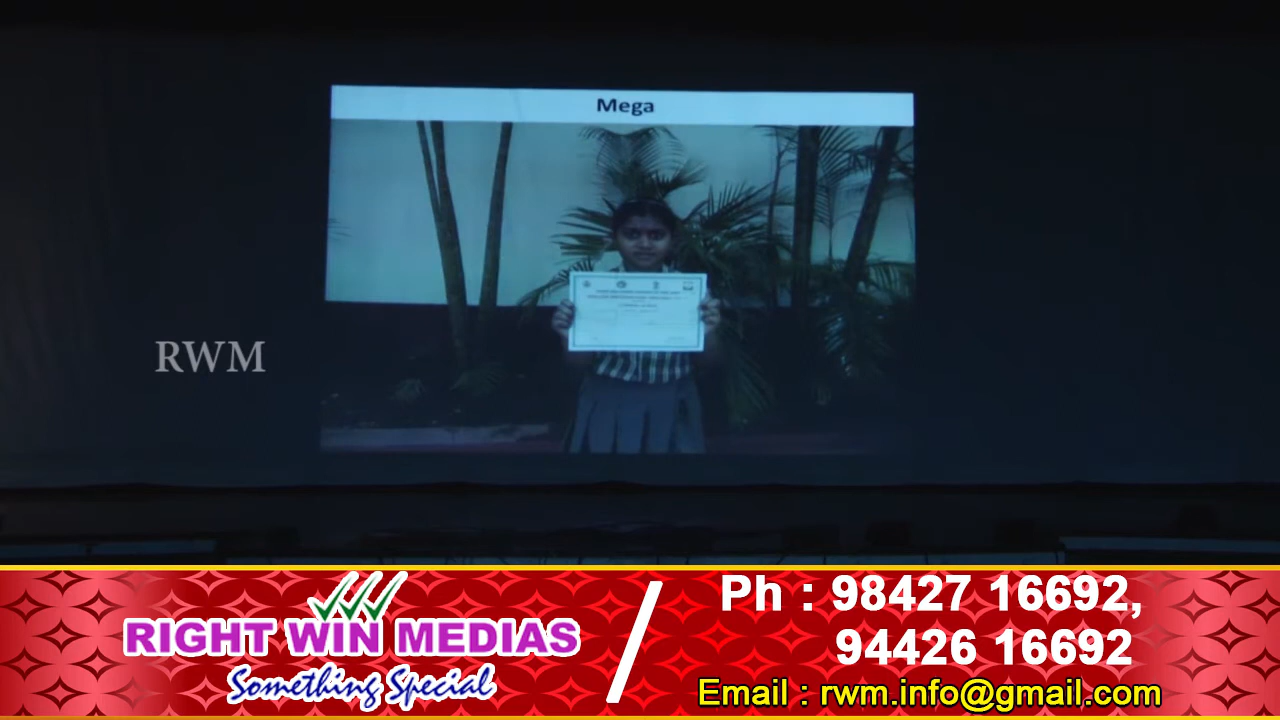 Mega
RWM
RIGHT WIN MEDIAS
Something Special
/
Ph : 98427 16692,
94426 16692
Email : rwm.info@gmail.com